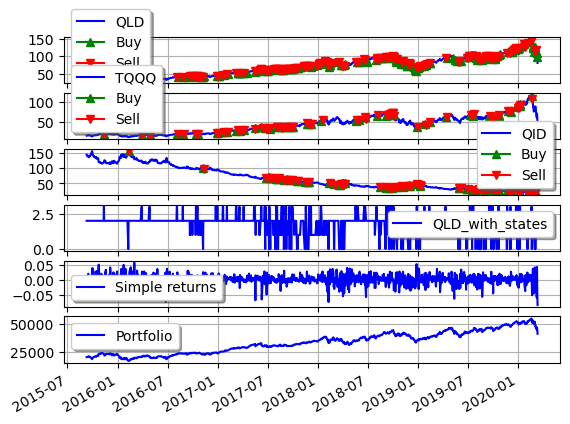 QLD
Buy
Sell
150
100
50
TQQQ
Buy
Sell
100
50
QID
Buy
Sell
150
100
50
2.5
0.0
QLD_with_states
0.05
0.00
−0.05
Simple returns
50000
25000
Portfolio
2015-07
2016-01
2016-07
2017-01
2017-07
2018-01
2018-07
2019-01
2019-07
2020-01